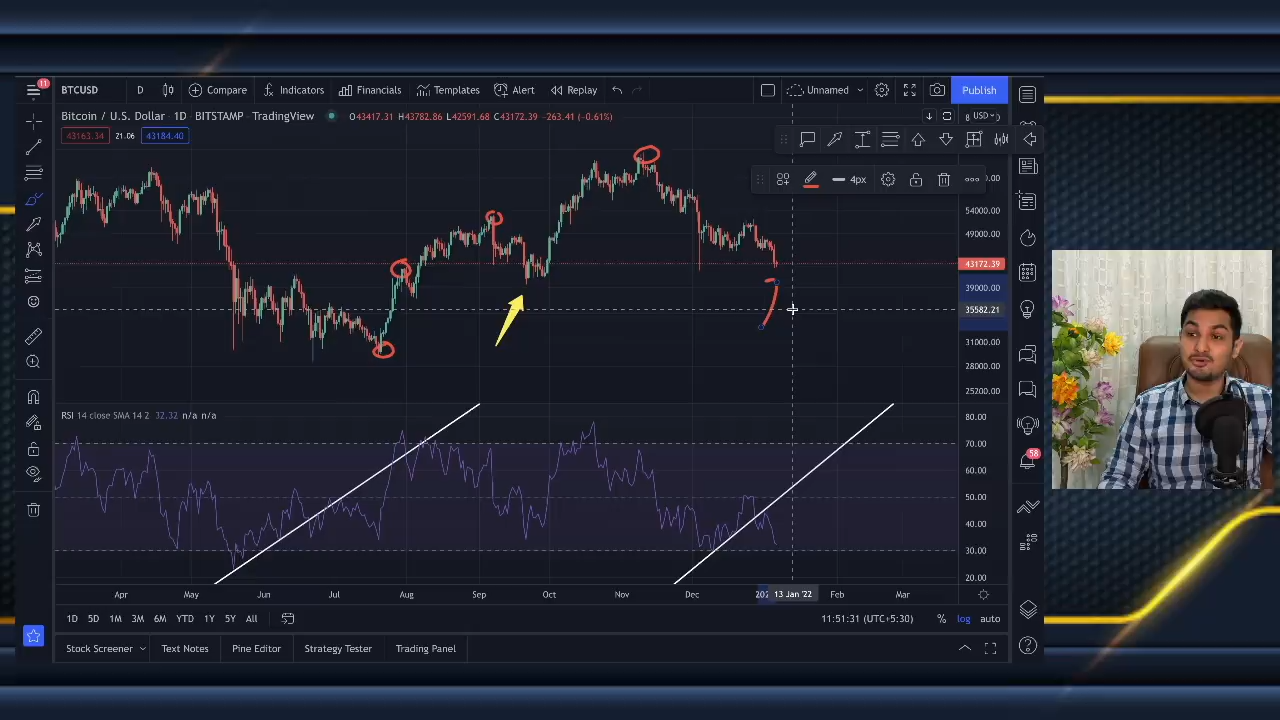 11
BTCUSD D Compare Indicators Financials Templates Alert Replay Unnamed Publish
Bitcoin / U.S. Dollar · 1D · BITSTAMP · TradingView O43417.31 H43782.86 L42591.68 C43172.39 −263.41 (−0.61%)
USD
43163.34 21.06 43184.40
4px
54000.00
49000.00
43172.39
39000.00
35582.21
31000.00
28000.00
25200.00
RSI 14 close SMA 14 2 32.32 n/a n/a
80.00
70.00
60.00
50.00
40.00
30.00
20.00
58
Apr May Jun Jul Aug Sep Oct Nov Dec 202 13 Jan '22 Feb Mar
1D 5D 1M 3M 6M YTD 1Y 5Y All 11:51:31 (UTC+5:30) % log auto
Stock Screener Text Notes Pine Editor Strategy Tester Trading Panel